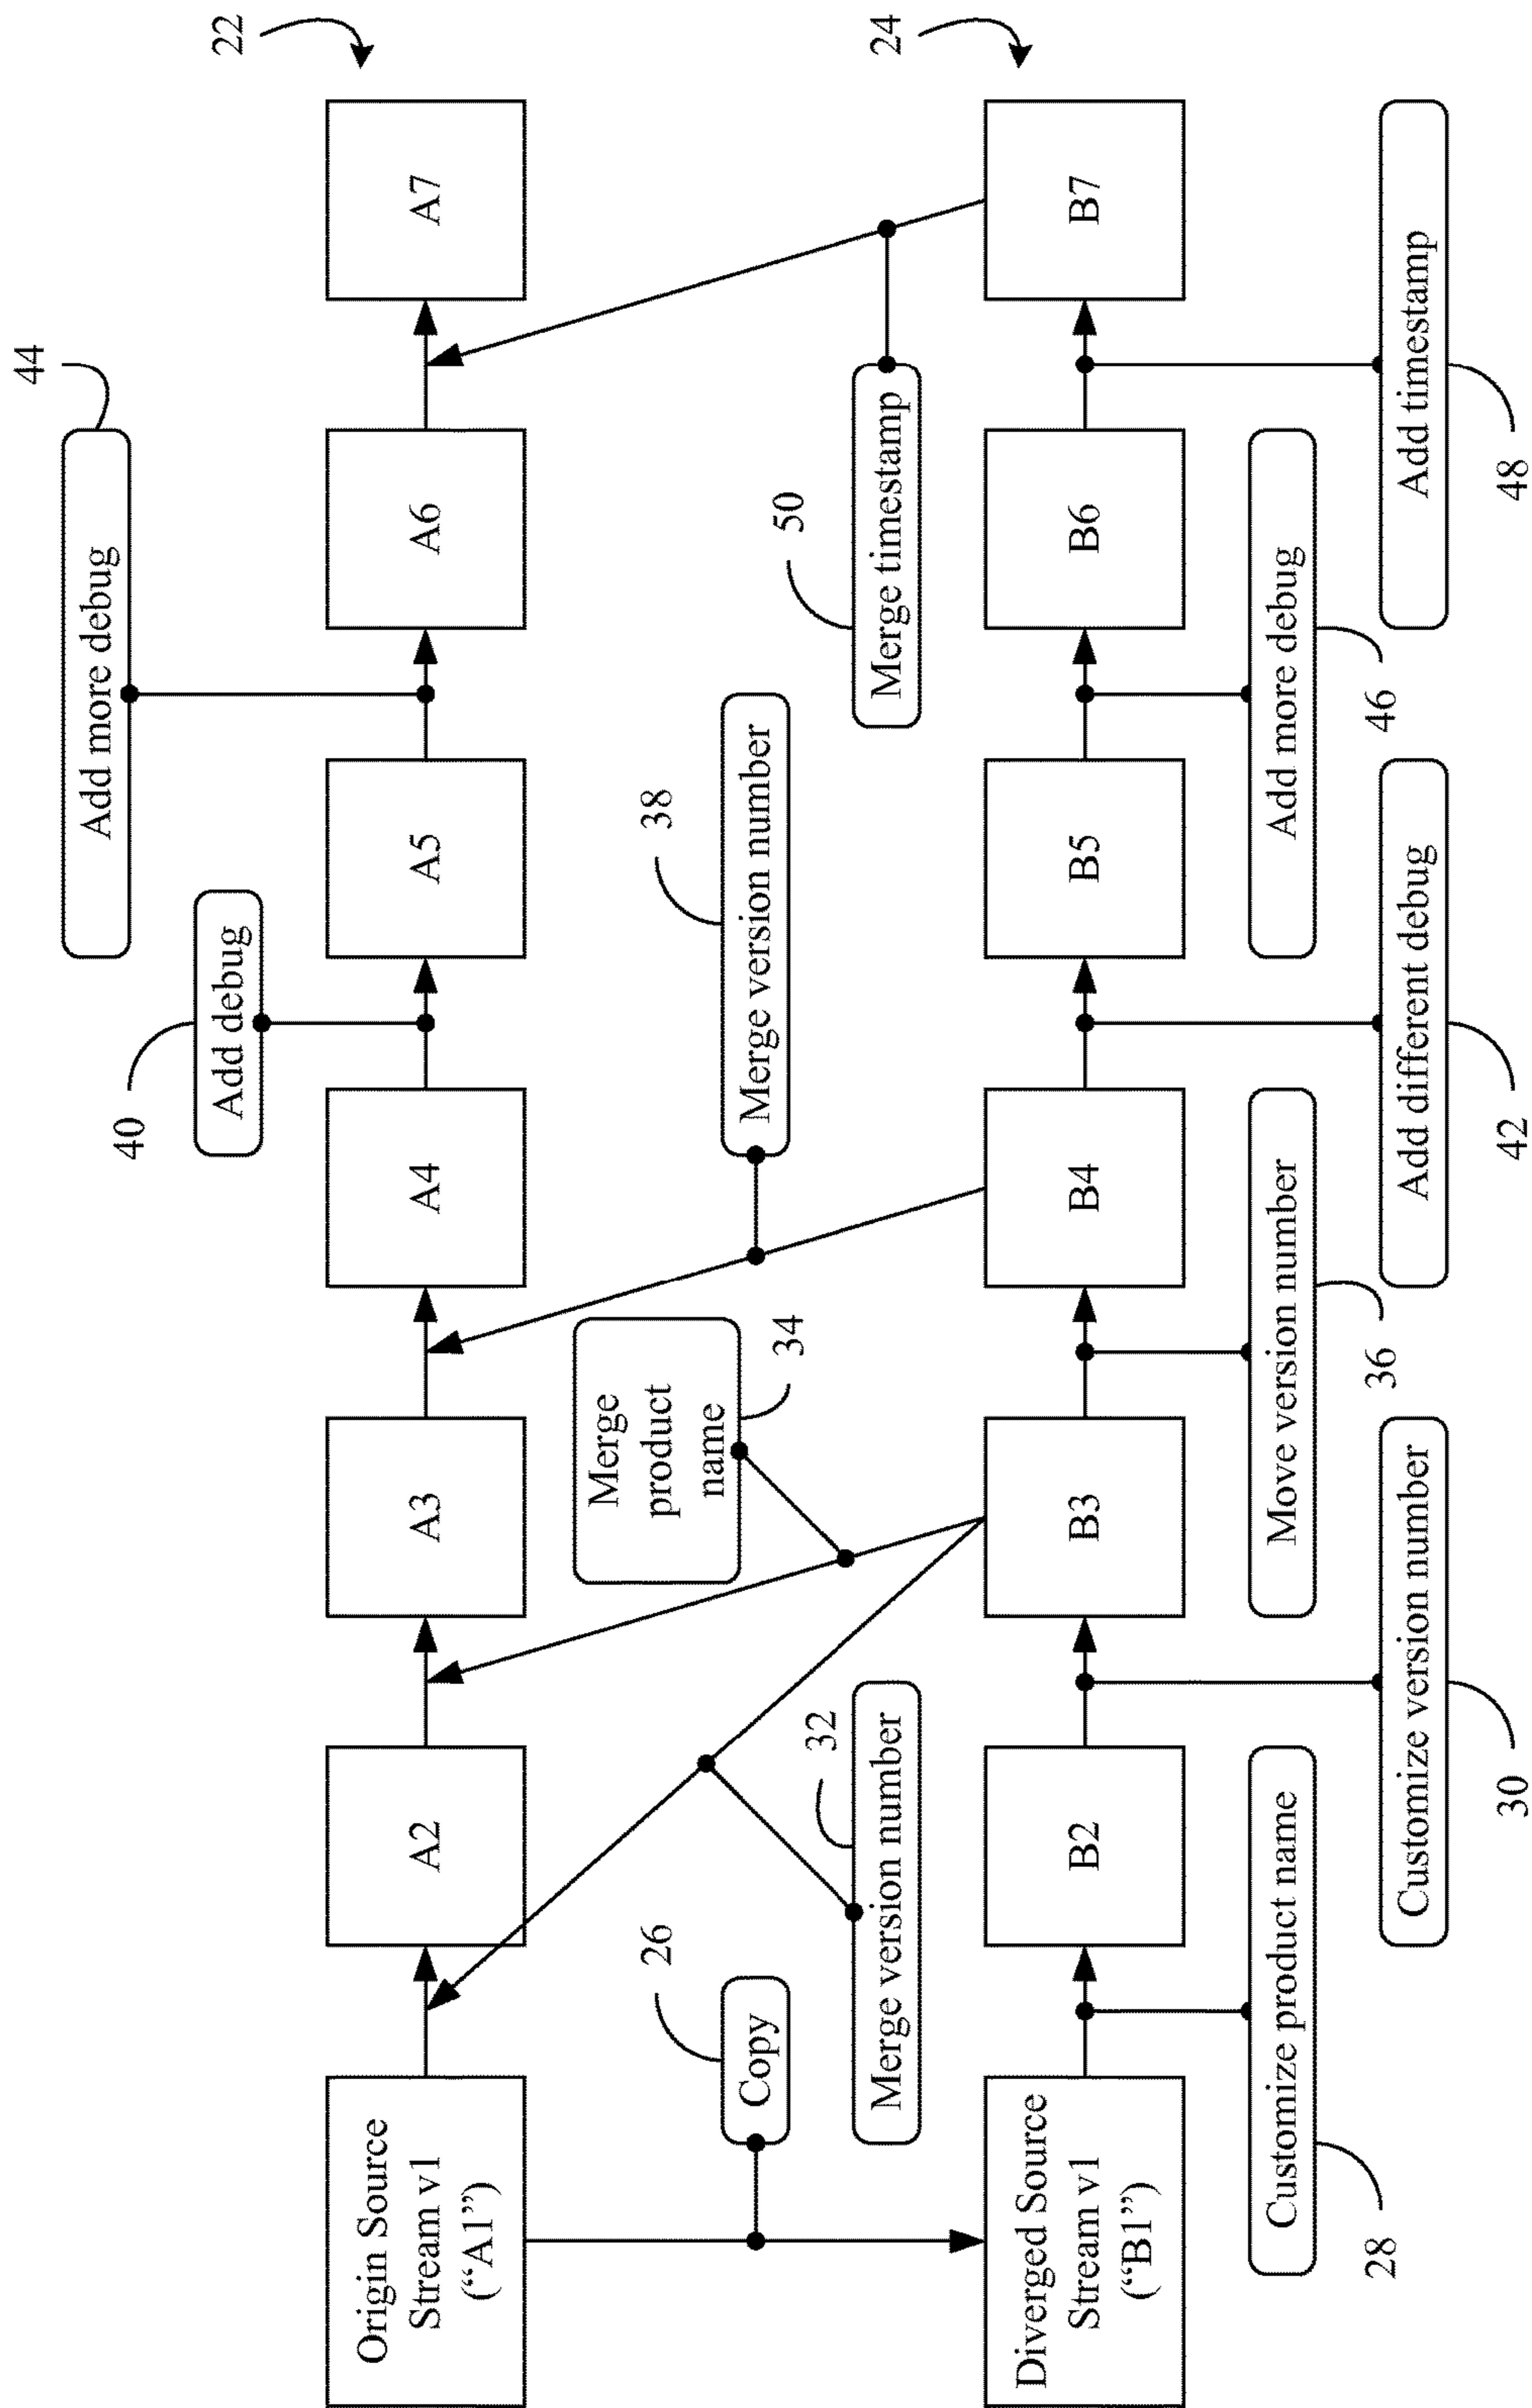 22
44
Add more debug
40
Add debug
Origin Source
Stream v1
(“A1”)
A2
A3
A4
A5
A6
A7
38
Merge version number
26
Copy
34
Merge
product
name
32
Merge version number
50
Merge timestamp
24
Diverged Source
Stream v1
(“B1”)
B2
B3
B4
B5
B6
B7
Customize product name
28
Move version number
36
Add more debug
46
Customize version number
30
Add different debug
42
Add timestamp
48